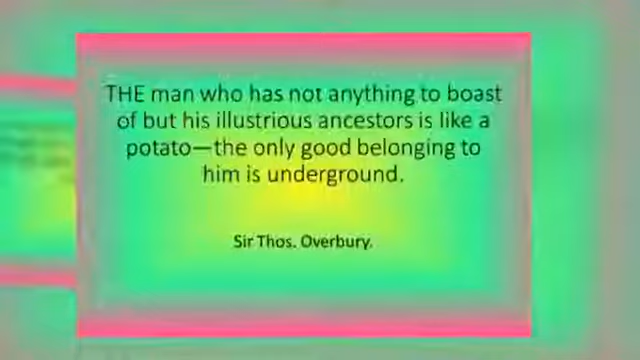 THE man who has not anything to boast
of but his illustrious ancestors is like a
potato—the only good belonging to
him is underground.
Sir Thos. Overbury.